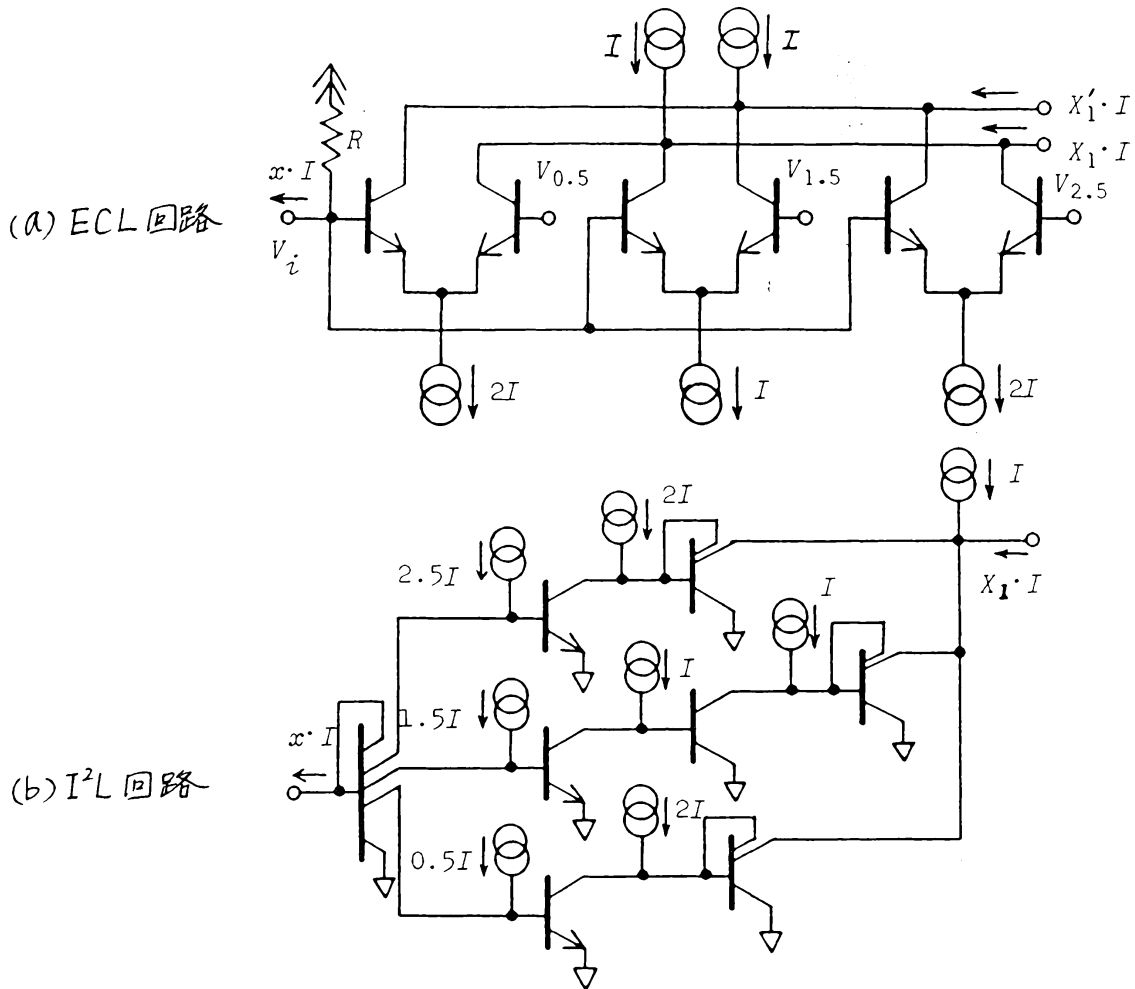 I
I
X₁′·I
X₁·I
R
x·I
V₀.₅
V₁.₅
V₂.₅
(a) ECL回路
Vᵢ
2I
I
2I
I
2I
2.5I
X₁·I
I
I
1.5I
x·I
(b) I²L回路
2I
0.5I